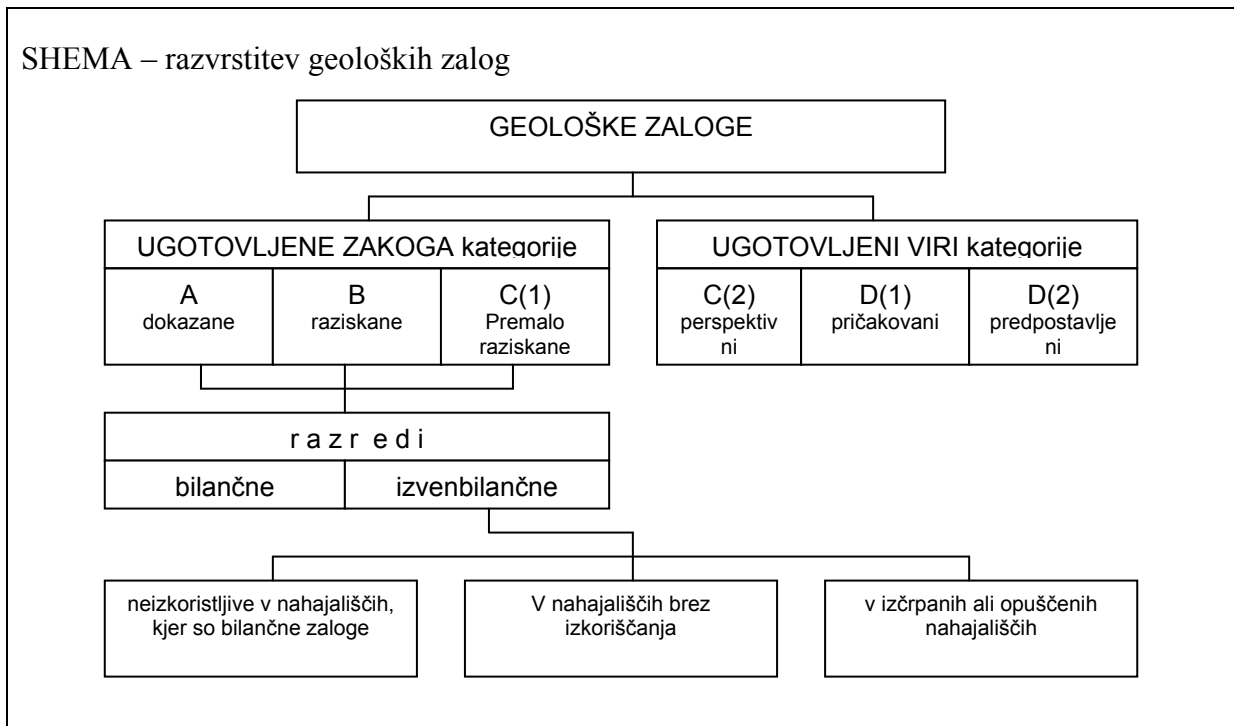 SHEMA – razvrstitev geoloških zalog
GEOLOŠKE ZALOGE
UGOTOVLJENE ZAKOGA kategorije
A
dokazane
B
raziskane
C(1)
Premalo
raziskane
UGOTOVLJENI VIRI kategorije
C(2)
perspektiv
ni
D(1)
pričakovani
D(2)
predpostavlje
ni
r a z r e d i
bilančne
izvenbilančne
neizkoristljive v nahajališčih,
kjer so bilančne zaloge
V nahajališčih brez
izkoriščanja
v izčrpanih ali opuščenih
nahajališčih